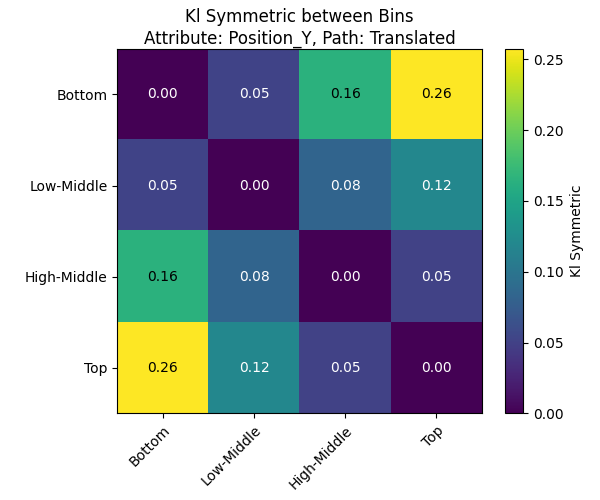 Kl Symmetric between Bins
Attribute: Position_Y, Path: Translated
Bottom 0.00 0.05 0.16 0.26
Low-Middle 0.05 0.00 0.08 0.12
High-Middle 0.16 0.08 0.00 0.05
Top 0.26 0.12 0.05 0.00
Bottom Low-Middle High-Middle Top
0.25
0.20
0.15
0.10
0.05
0.00
Kl Symmetric